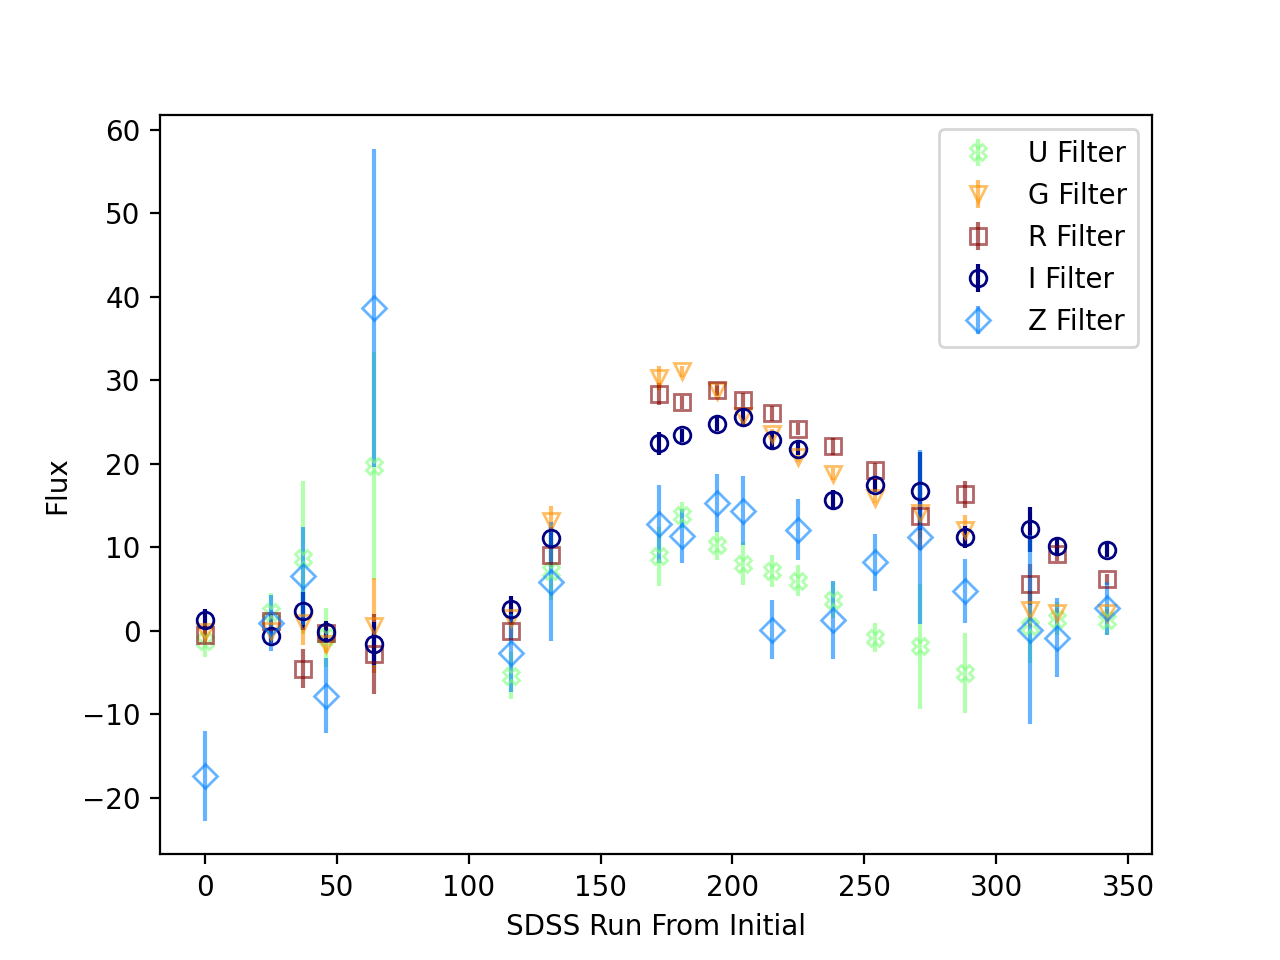 60
50
40
30
20
10
0
−10
−20
Flux
U Filter
G Filter
R Filter
I Filter
Z Filter
0 50 100 150 200 250 300 350
SDSS Run From Initial